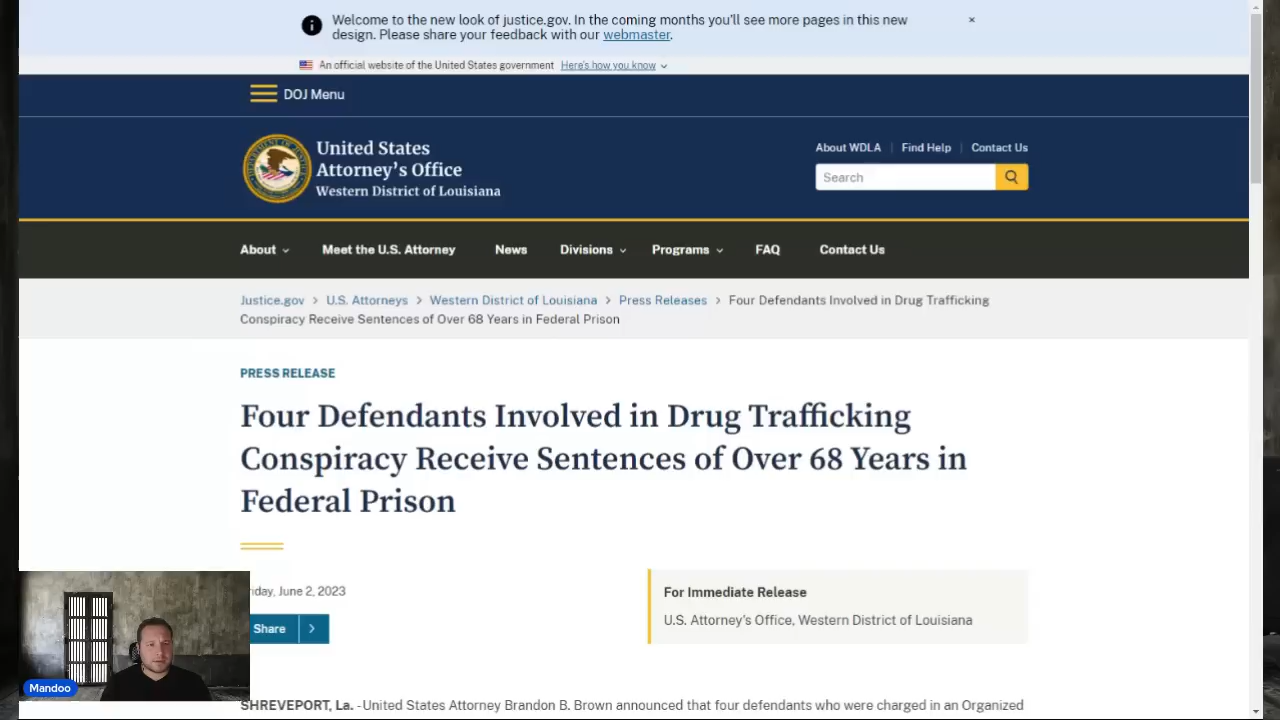 Welcome to the new look of justice.gov. In the coming months you'll see more pages in this new
design. Please share your feedback with our webmaster.
×
An official website of the United States government Here's how you know
DOJ Menu
United States
Attorney's Office
Western District of Louisiana
About WDLA | Find Help | Contact Us
Search
About Meet the U.S. Attorney News Divisions Programs FAQ Contact Us
Justice.gov > U.S. Attorneys > Western District of Louisiana > Press Releases > Four Defendants Involved in Drug Trafficking
Conspiracy Receive Sentences of Over 68 Years in Federal Prison
PRESS RELEASE
Four Defendants Involved in Drug Trafficking
Conspiracy Receive Sentences of Over 68 Years in
Federal Prison
iday, June 2, 2023
Share >
For Immediate Release
U.S. Attorney's Office, Western District of Louisiana
Mandoo
SHREVEPORT, La. - United States Attorney Brandon B. Brown announced that four defendants who were charged in an Organized